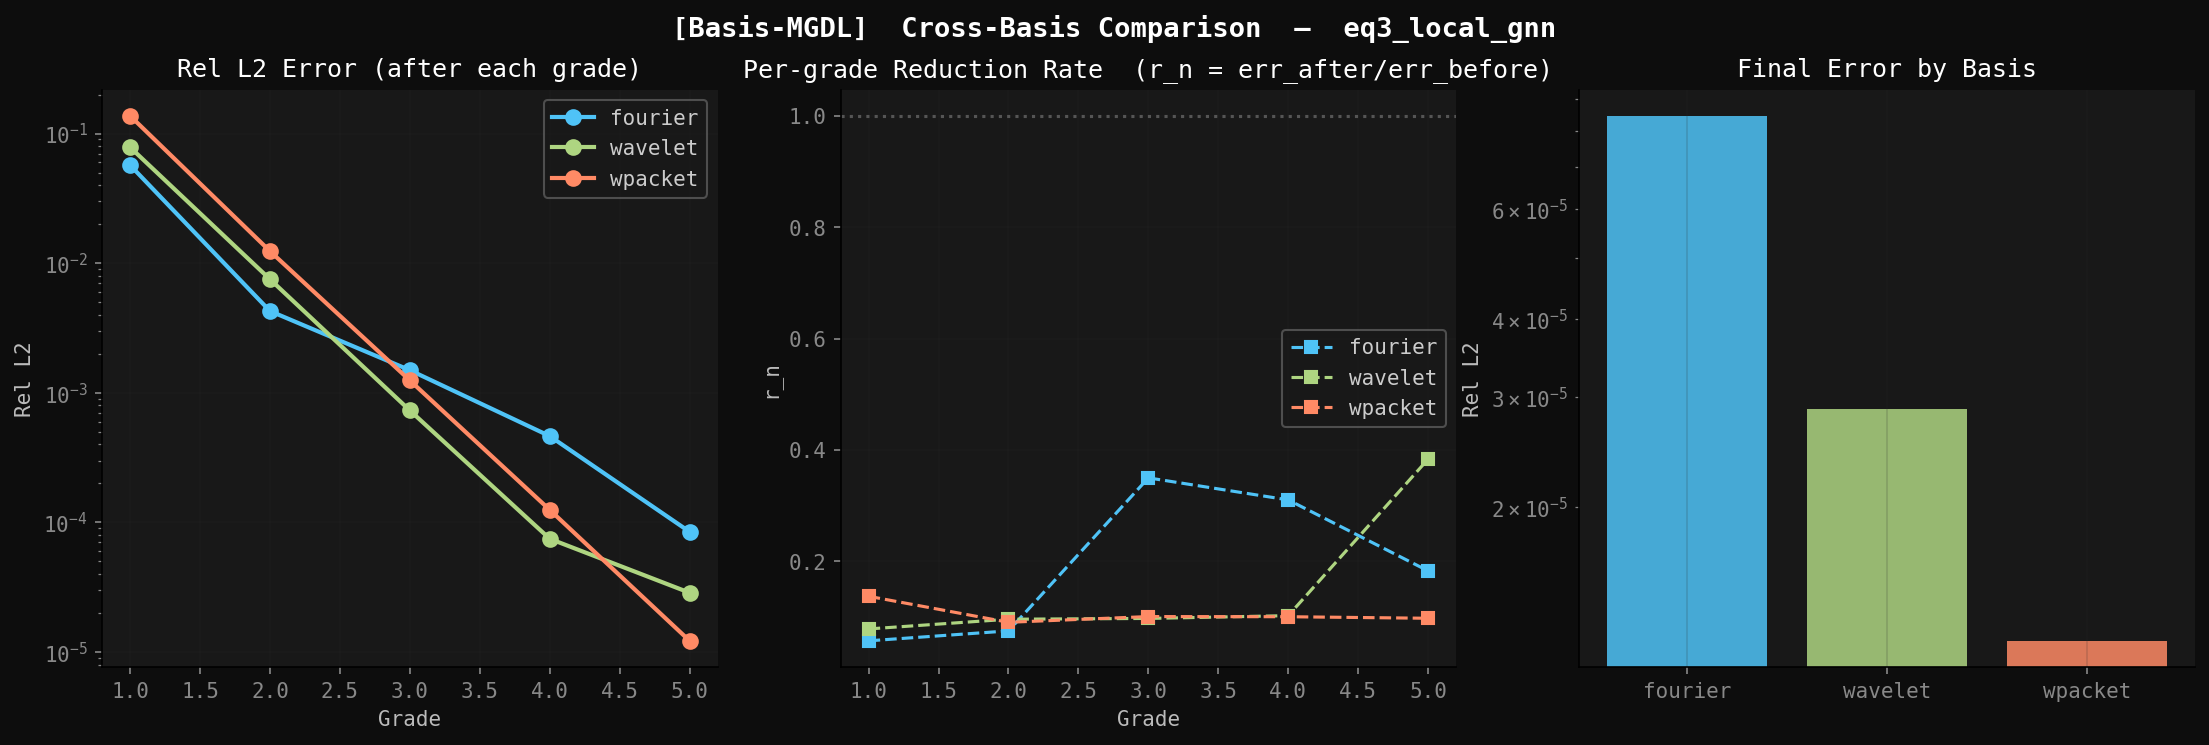 [Basis-MGDL]  Cross-Basis Comparison  —  eq3_local_gnn
Rel L2 Error (after each grade)
10⁻¹
10⁻²
10⁻³
10⁻⁴
10⁻⁵
Rel L2
fourier
wavelet
wpacket
1.0 1.5 2.0 2.5 3.0 3.5 4.0 4.5 5.0
Grade
Per-grade Reduction Rate  (r_n = err_after/err_before)
1.0
0.8
0.6
0.4
0.2
r_n
fourier
wavelet
wpacket
1.0 1.5 2.0 2.5 3.0 3.5 4.0 4.5 5.0
Grade
Final Error by Basis
6 × 10⁻⁵
4 × 10⁻⁵
3 × 10⁻⁵
2 × 10⁻⁵
Rel L2
fourier wavelet wpacket